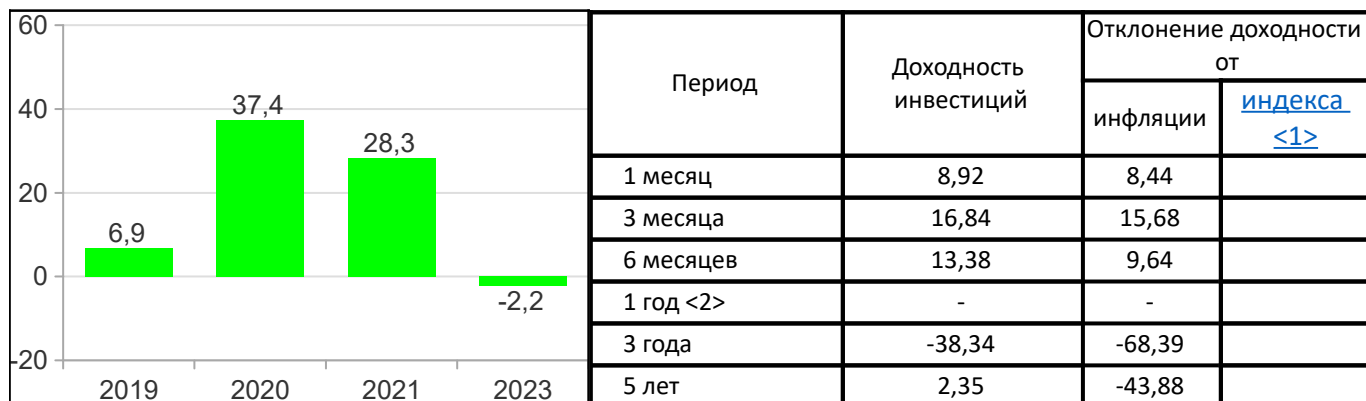 60
40
20
0
-20
6,9
37,4
28,3
-2,2
2019 2020 2021 2023
Период
Доходность
инвестиций
Отклонение доходности
от
инфляции
индекса
<1>
1 месяц 8,92 8,44
3 месяца 16,84 15,68
6 месяцев 13,38 9,64
1 год <2> - -
3 года -38,34 -68,39
5 лет 2,35 -43,88